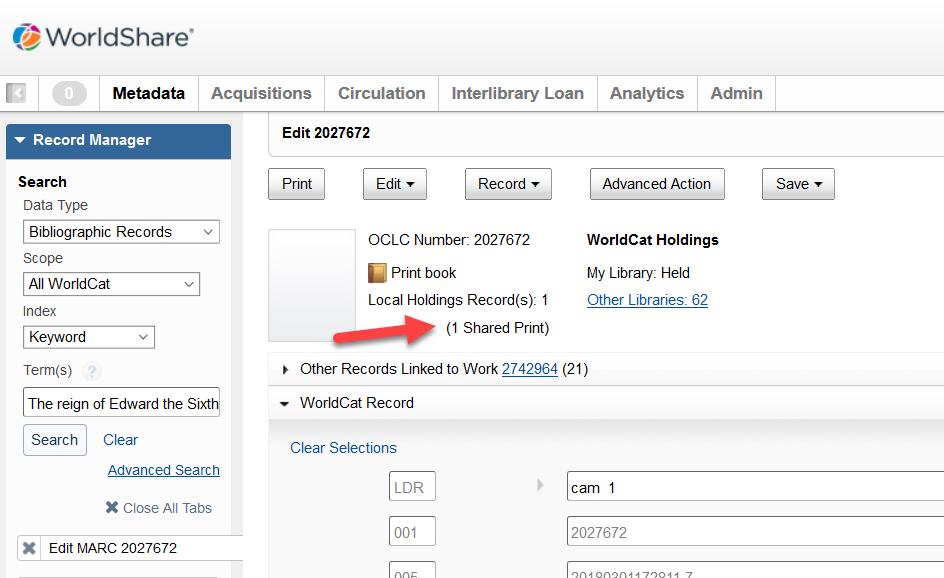 WorldShare®
0
Metadata
Acquisitions
Circulation
Interlibrary Loan
Analytics
Admin
Record Manager
Search
Data Type
Bibliographic Records
Scope
All WorldCat
Index
Keyword
Term(s) ?
The reign of Edward the Sixth
Search Clear
Advanced Search
Close All Tabs
Edit MARC 2027672
Edit 2027672
Print Edit Record Advanced Action Save
OCLC Number: 2027672
Print book
Local Holdings Record(s): 1
(1 Shared Print)
WorldCat Holdings
My Library: Held
Other Libraries: 62
Other Records Linked to Work 2742964 (21)
WorldCat Record
Clear Selections
LDR cam 1
001 2027672
005 20180301172811.7